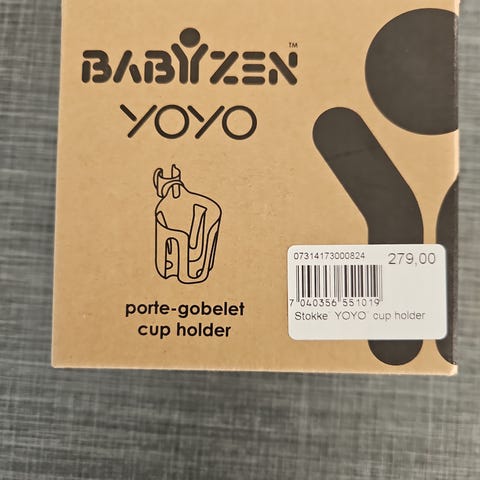 BABYZEN™
YOYO
porte-gobelet
cup holder
07314173000824
279,00
7 040356 551019
Stokke YOYO cup holder